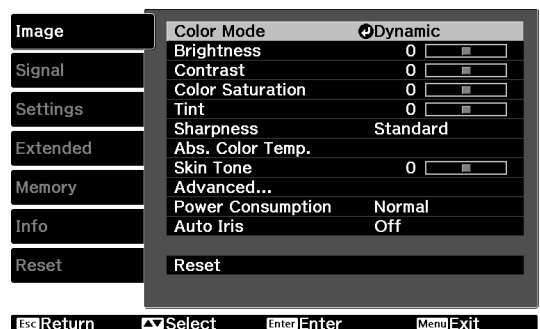 Image
Signal
Settings
Extended
Memory
Info
Reset
Color Mode Dynamic
Brightness 0
Contrast 0
Color Saturation 0
Tint 0
Sharpness Standard
Abs. Color Temp.
Skin Tone 0
Advanced...
Power Consumption Normal
Auto Iris Off
Reset
Esc Return Select Enter Enter Menu Exit